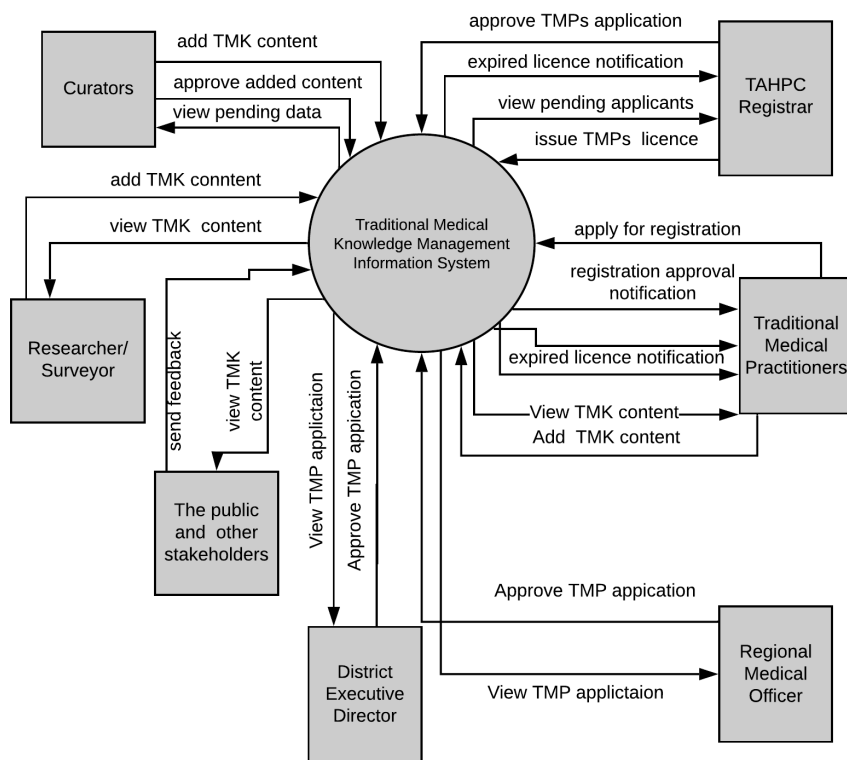 approve TMPs application
add TMK content
Curators
expired licence notification
approve added content
TAHPC
Registrar
view pending data
view pending applicants
issue TMPs licence
add TMK conntent
view TMK content
Traditional Medical
Knowledge Management
Information System
apply for registration
registration approval
notification
Researcher/
Surveyor
Traditional
Medical
Practitioners
expired licence notification
send feedback
view TMK
content
View TMK content
Add TMK content
View TMP applictaion
Approve TMP appication
The public
and other
stakeholders
Approve TMP appication
District
Executive
Director
Regional
Medical
Officer
View TMP applictaion